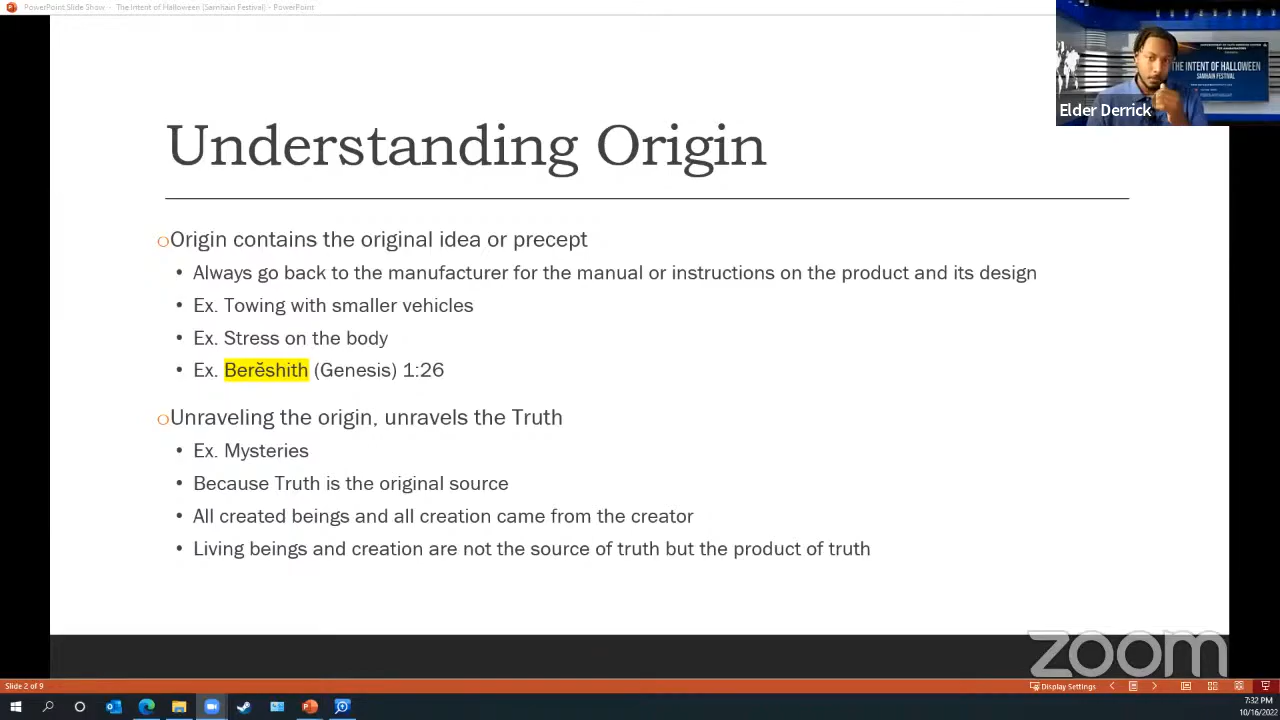 PowerPoint Slide Show - The Intent of Halloween (Samhain Festival) - PowerPoint
THE INTENT OF HALLOWEEN
SAMHAIN FESTIVAL
Elder Derrick
Understanding Origin
Origin contains the original idea or precept
• Always go back to the manufacturer for the manual or instructions on the product and its design
• Ex. Towing with smaller vehicles
• Ex. Stress on the body
• Ex. Berĕshith (Genesis) 1:26
Unraveling the origin, unravels the Truth
• Ex. Mysteries
• Because Truth is the original source
• All created beings and all creation came from the creator
• Living beings and creation are not the source of truth but the product of truth
zoom
Slide 2 of 9
Display Settings
7:32 PM
10/16/2022